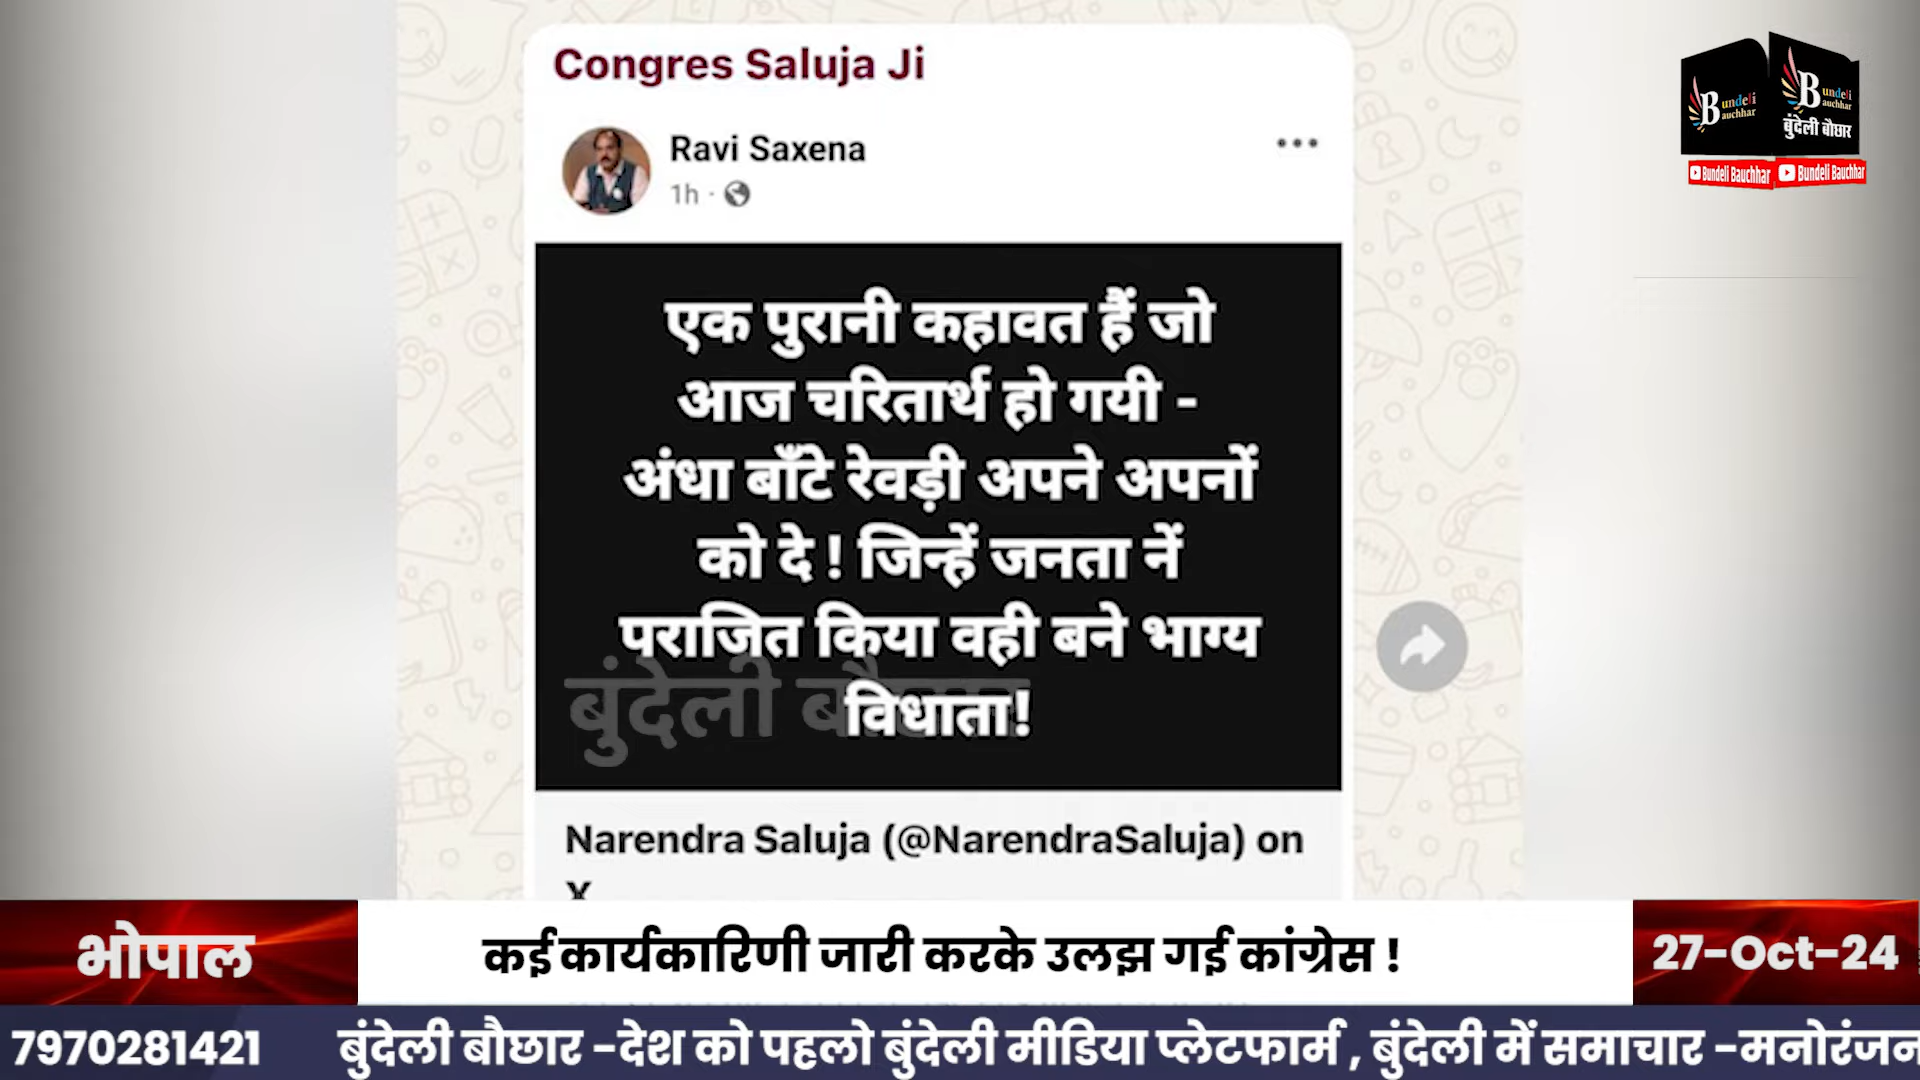 Congres Saluja Ji
Ravi Saxena
1h ·
एक पुरानी कहावत हैं जो
आज चरितार्थ हो गयी -
अंधा बाँटे रेवड़ी अपने अपनों
को दे ! जिन्हें जनता नें
पराजित किया वही बने भाग्य
विधाता!
बुंदेली बौछार
Narendra Saluja (@NarendraSaluja) on
X
Bundeli Bauchhar
Bundeli Bauchhar
बुंदेली बौछार
Bundeli Bauchhar
Bundeli Bauchhar
भोपाल
कई कार्यकारिणी जारी करके उलझ गई कांग्रेस !
27-Oct-24
7970281421
बुंदेली बौछार -देश को पहलो बुंदेली मीडिया प्लेटफार्म , बुंदेली में समाचार -मनोरंजन